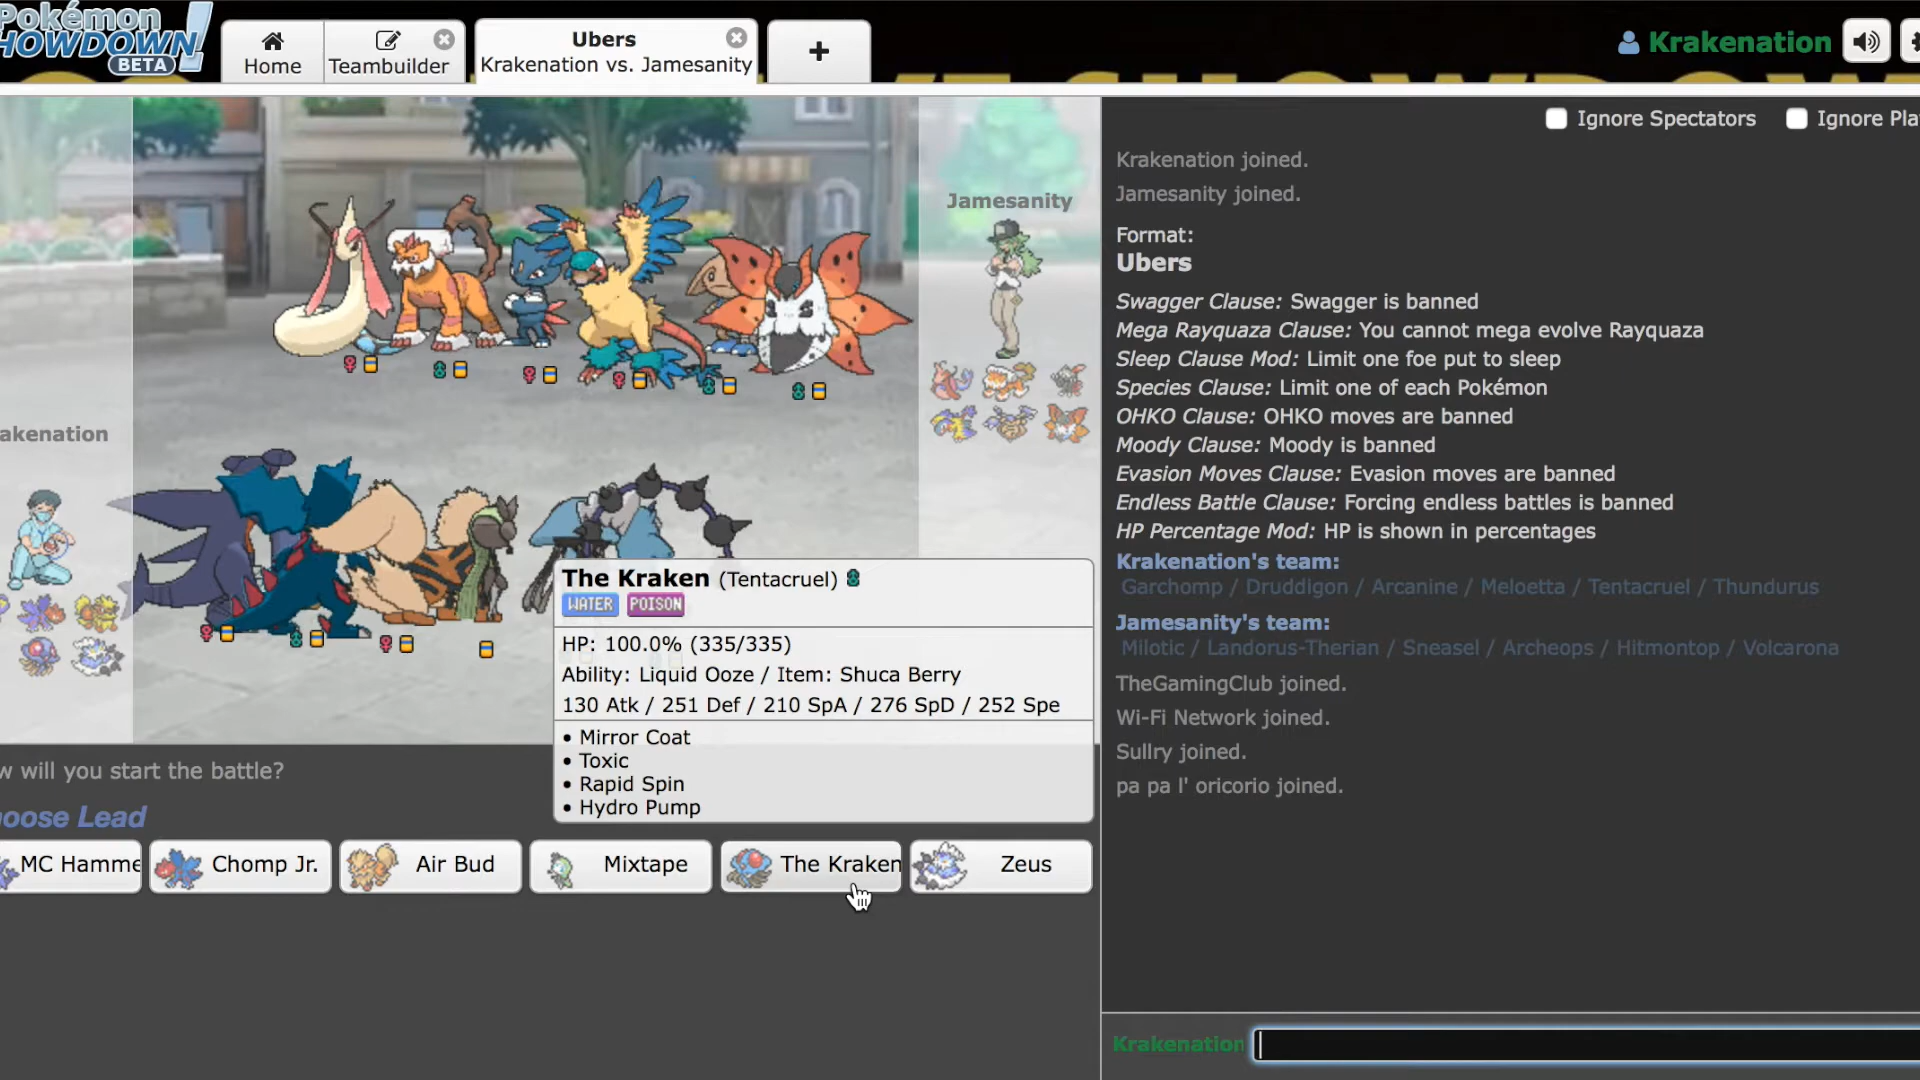 Pokémon
HOWDOWN!
BETA
Home
Teambuilder
Ubers
Krakenation vs. Jamesanity
+
Krakenation
Ignore Spectators
Ignore Pla
Krakenation joined.
Jamesanity joined.
Format:
Ubers
Swagger Clause: Swagger is banned
Mega Rayquaza Clause: You cannot mega evolve Rayquaza
Sleep Clause Mod: Limit one foe put to sleep
Species Clause: Limit one of each Pokémon
OHKO Clause: OHKO moves are banned
Moody Clause: Moody is banned
Evasion Moves Clause: Evasion moves are banned
Endless Battle Clause: Forcing endless battles is banned
HP Percentage Mod: HP is shown in percentages
Krakenation's team:
Garchomp / Druddigon / Arcanine / Meloetta / Tentacruel / Thundurus
Jamesanity's team:
Milotic / Landorus-Therian / Sneasel / Archeops / Hitmontop / Volcarona
TheGamingClub joined.
Wi-Fi Network joined.
Sullry joined.
pa pa l' oricorio joined.
Jamesanity
akenation
The Kraken (Tentacruel)
WATER POISON
HP: 100.0% (335/335)
Ability: Liquid Ooze / Item: Shuca Berry
130 Atk / 251 Def / 210 SpA / 276 SpD / 252 Spe
• Mirror Coat
• Toxic
• Rapid Spin
• Hydro Pump
w will you start the battle?
oose Lead
MC Hamme
Chomp Jr.
Air Bud
Mixtape
The Kraken
Zeus
Krakenation